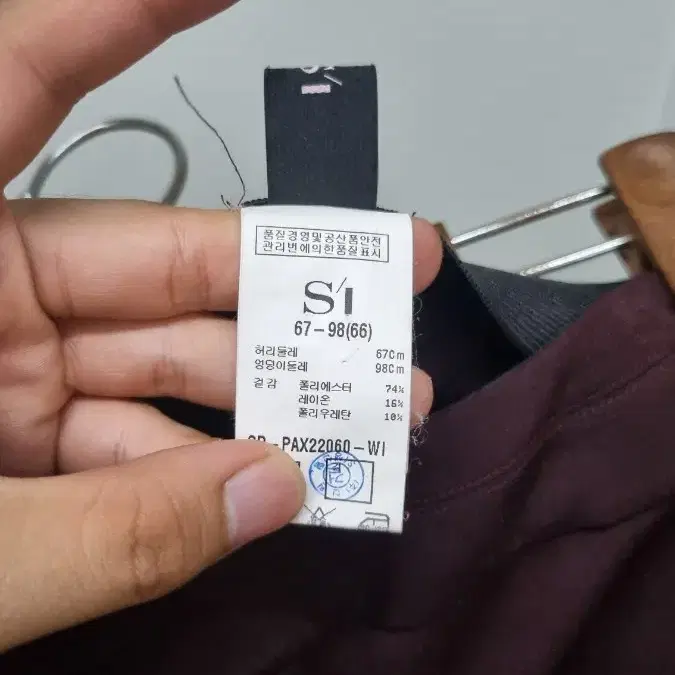 품질경영및공산품안전
관리법에의한품질표시
S/I
67-98(66)
허리둘레 67Cm
엉덩이둘레 98Cm
겉감 폴리에스터 74%
레이온 16%
폴리우레탄 10%
-PAX22060-WI